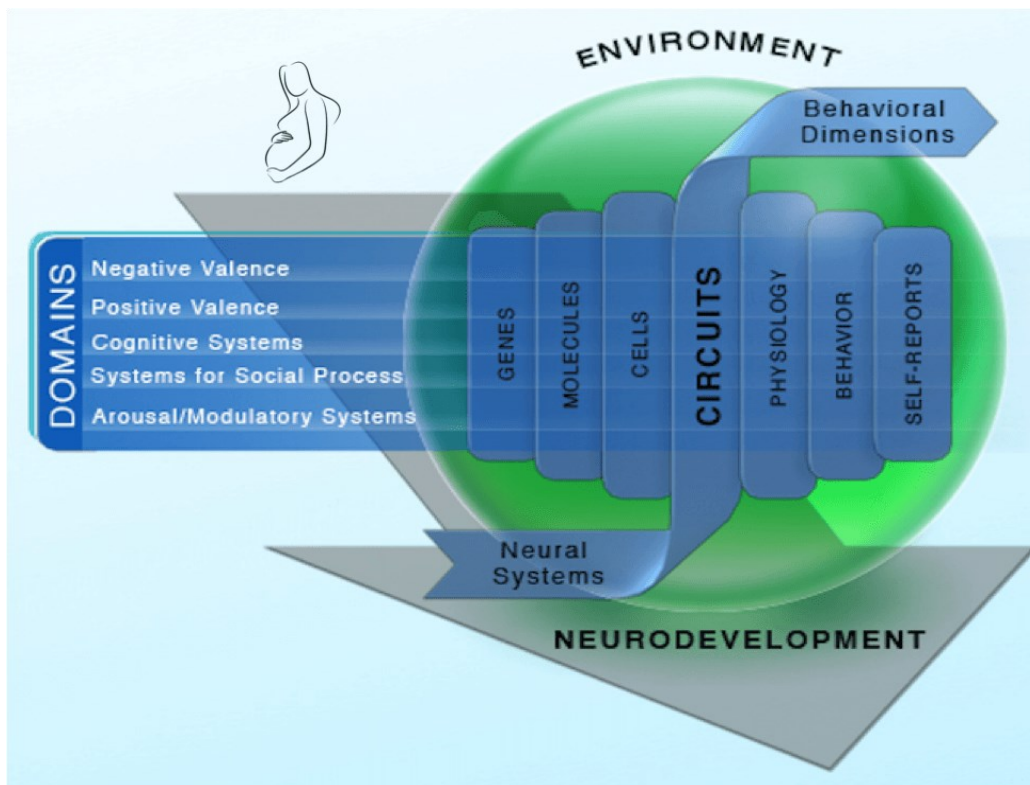 ENVIRONMENT
Behavioral
Dimensions
DOMAINS
Negative Valence
Positive Valence
Cognitive Systems
Systems for Social Process
Arousal/Modulatory Systems
GENES
MOLECULES
CELLS
CIRCUITS
PHYSIOLOGY
BEHAVIOR
SELF-REPORTS
Neural
Systems
NEURODEVELOPMENT